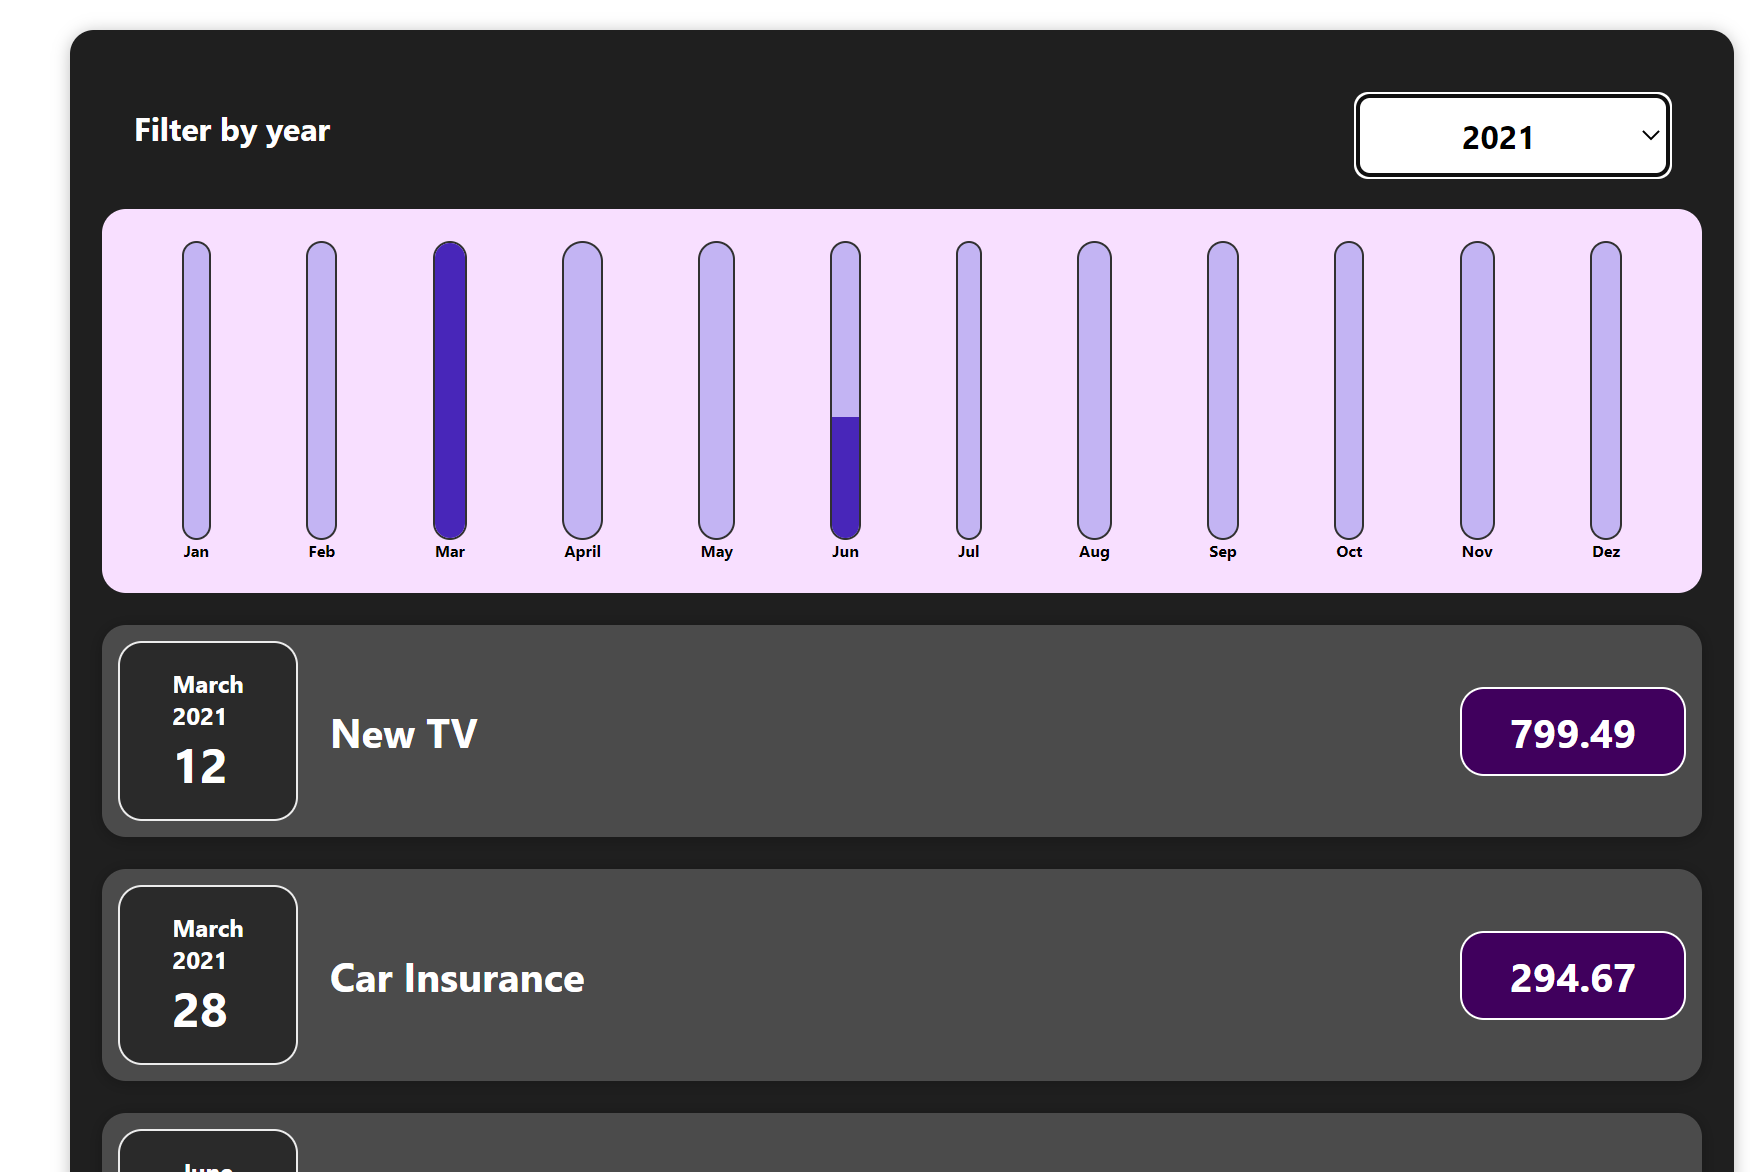 Filter by year
2021
Jan Feb Mar April May Jun Jul Aug Sep Oct Nov Dez
March
2021
12
New TV
799.49
March
2021
28
Car Insurance
294.67
June